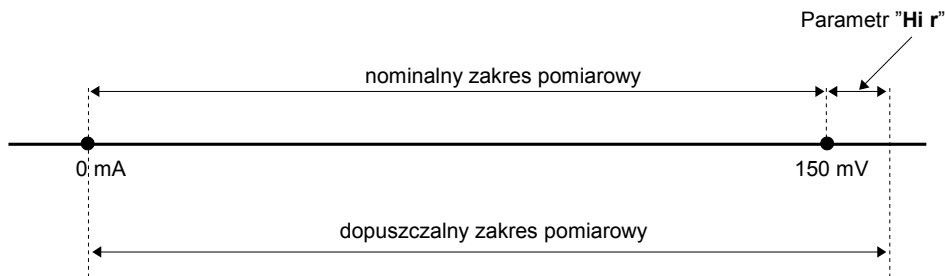 Parametr "Hi r"
nominalny zakres pomiarowy
0 mA
150 mV
dopuszczalny zakres pomiarowy